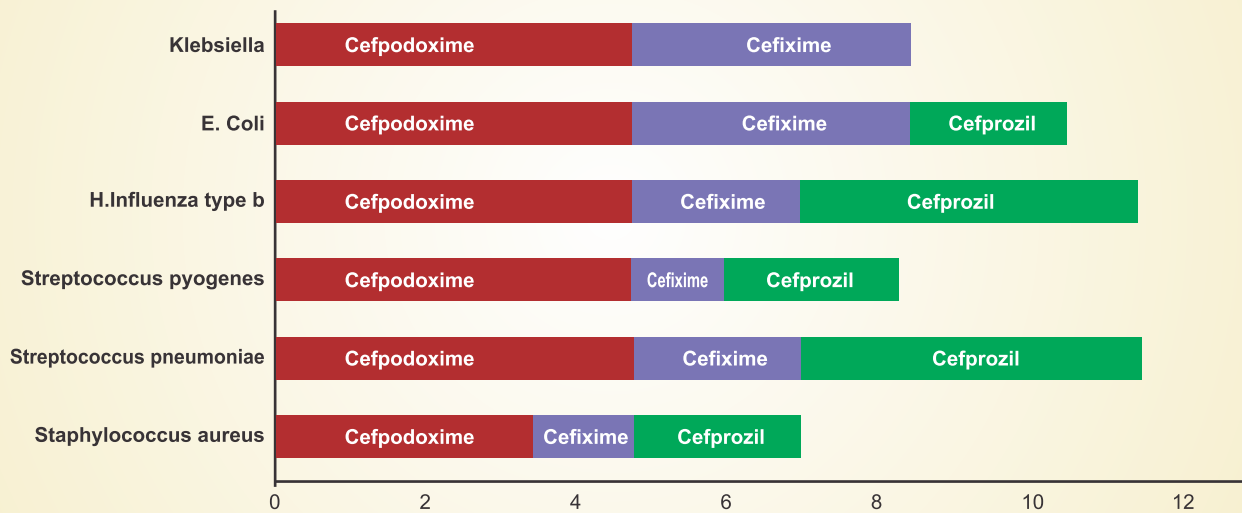 Klebsiella Cefpodoxime Cefixime
E. Coli Cefpodoxime Cefixime Cefprozil
H.Influenza type b Cefpodoxime Cefixime Cefprozil
Streptococcus pyogenes Cefpodoxime Cefixime Cefprozil
Streptococcus pneumoniae Cefpodoxime Cefixime Cefprozil
Staphylococcus aureus Cefpodoxime Cefixime Cefprozil
0 2 4 6 8 10 12